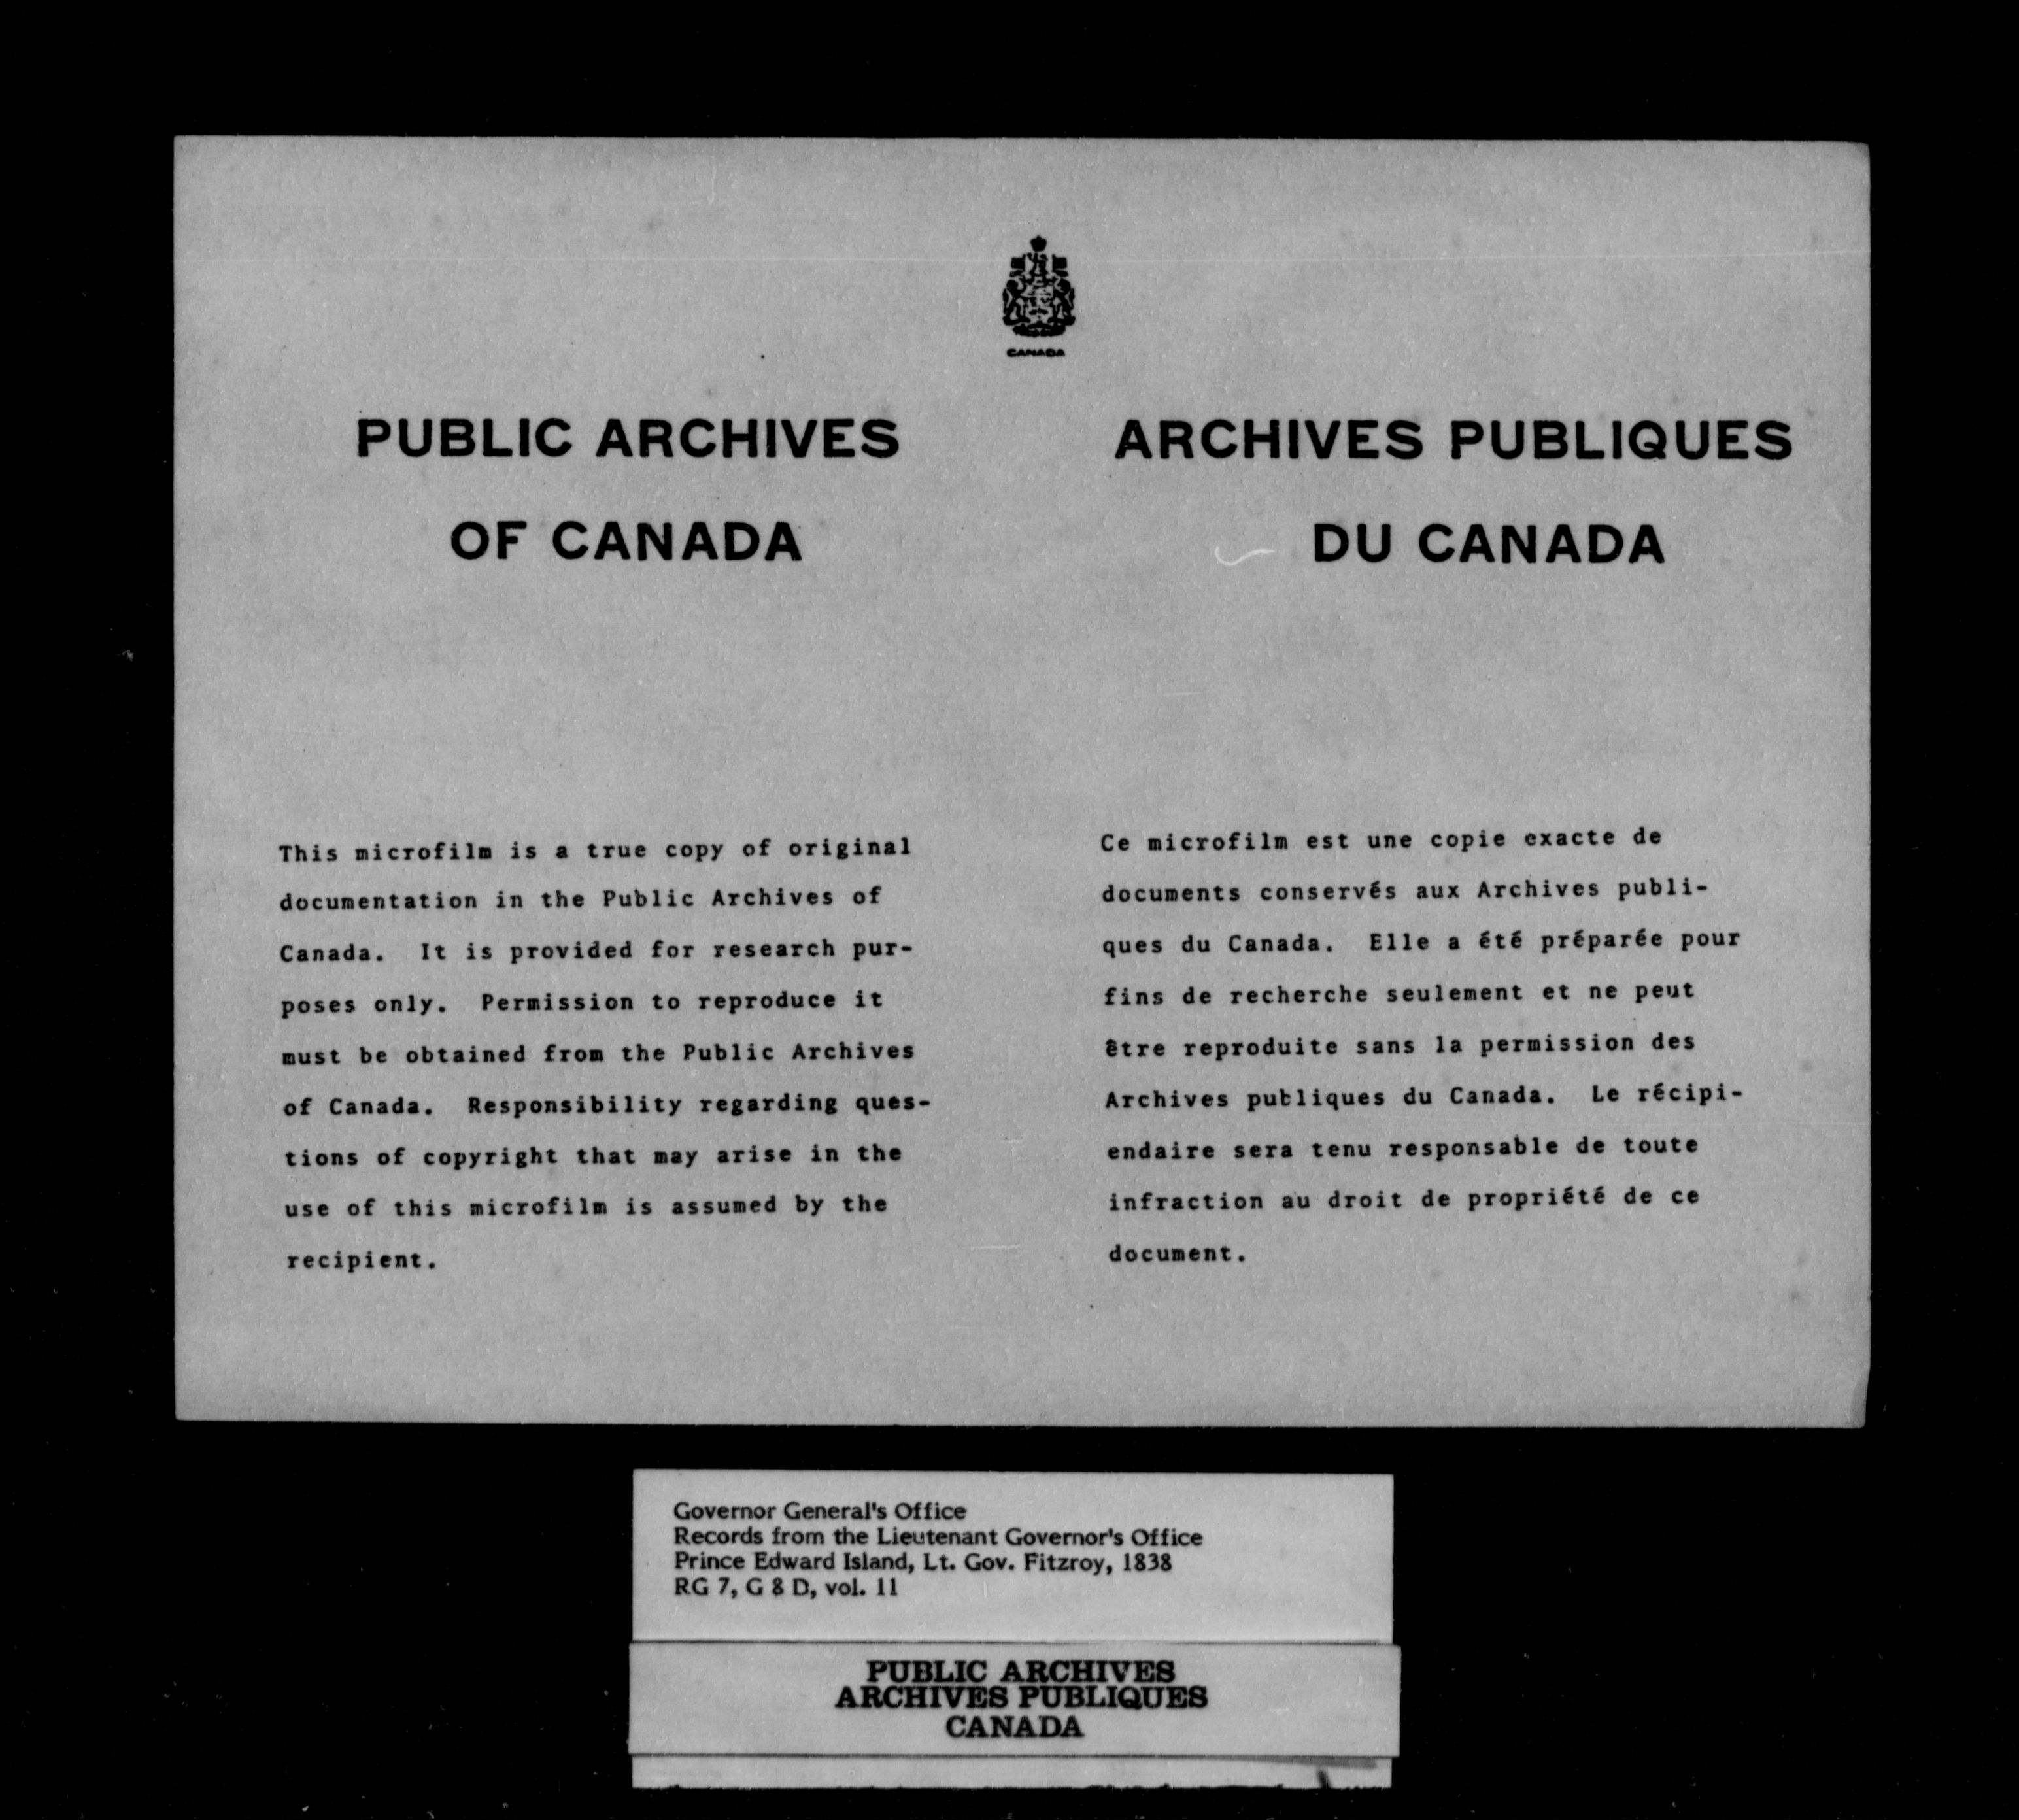 CANADA
PUBLIC ARCHIVES
OF CANADA
This microfilm is a true copy of original
documentation in the Public Archives of
Canada. It is provided for research pur-
poses only. Permission to reproduce it
must be obtained from the Public Archives
of Canada. Responsibility regarding ques-
tions of copyright that may arise in the
use of this microfilm is assumed by the
recipient.
ARCHIVES PUBLIQUES
DU CANADA
Ce microfilm est une copie exacte de
documents conservés aux Archives publi-
ques du Canada. Elle a été préparée pour
fins de recherche seulement et ne peut
être reproduite sans la permission des
Archives publiques du Canada. Le récipi-
endaire sera tenu responsable de toute
infraction au droit de propriété de ce
document.
Governor General's Office
Records from the Lieutenant Governor's Office
Prince Edward Island, Lt. Gov. Fitzroy, 1838
RG 7, G 8 D, vol. 11
PUBLIC ARCHIVES
ARCHIVES PUBLIQUES
CANADA